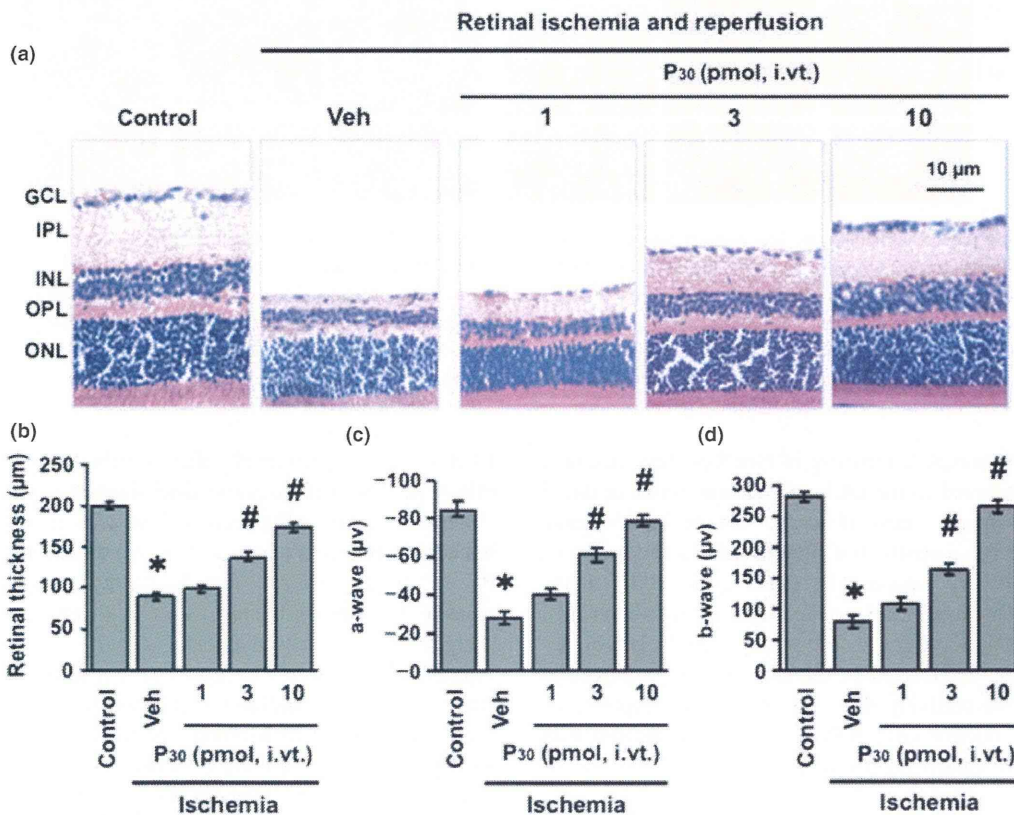 Retinal ischemia and reperfusion
(a)
P30 (pmol, i.vt.)
Control Veh 1 3 10
10 µm
GCL
IPL
INL
OPL
ONL
(b)
Retinal thickness (µm)
250
200
150
100
50
0
*
#
#
Control Veh 1 3 10
P30 (pmol, i.vt.)
Ischemia
(c)
a-wave (µv)
−100
−80
−60
−40
−20
−0
*
#
#
Control Veh 1 3 10
P30 (pmol, i.vt.)
Ischemia
(d)
b-wave (µv)
300
250
200
150
100
50
0
*
#
#
Control Veh 1 3 10
P30 (pmol, i.vt.)
Ischemia